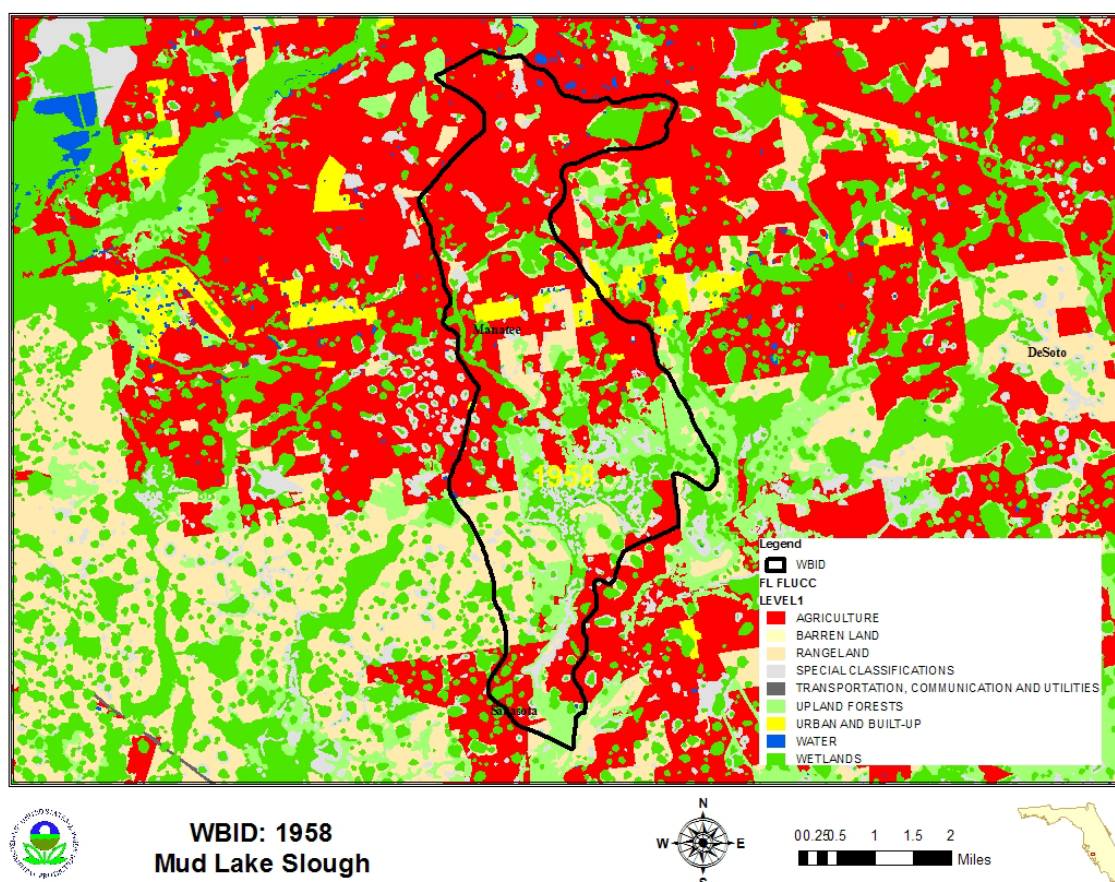 Manatee
DeSoto
1958
Sarasota
Legend
WBID
FL FLUCC
LEVEL1
AGRICULTURE
BARREN LAND
RANGELAND
SPECIAL CLASSIFICATIONS
TRANSPORTATION, COMMUNICATION AND UTILITIES
UPLAND FORESTS
URBAN AND BUILT-UP
WATER
WETLANDS
WBID: 1958
Mud Lake Slough
N
W E
S
0 0.25 0.5 1 1.5 2
Miles